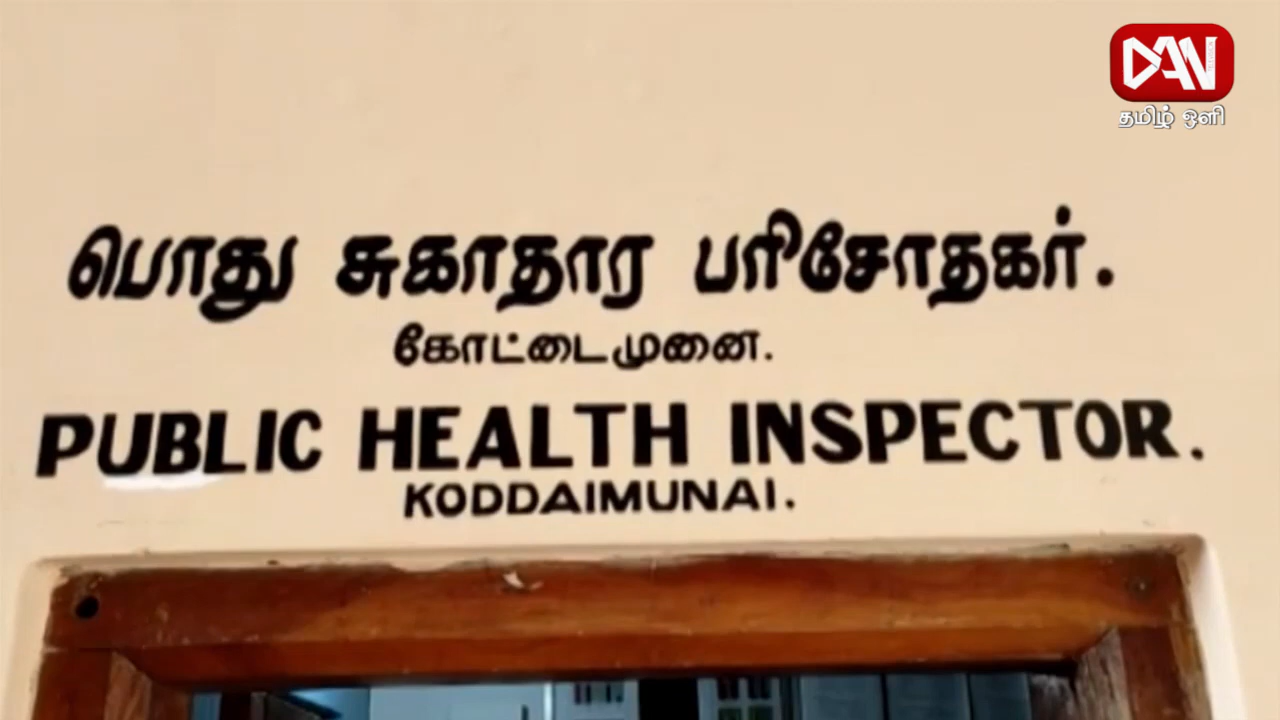 DAN
தமிழ் ஒளி
பொது சுகாதார பரிசோதகர்.
கோட்டைமுனை.
PUBLIC HEALTH INSPECTOR.
KODDAIMUNAI.